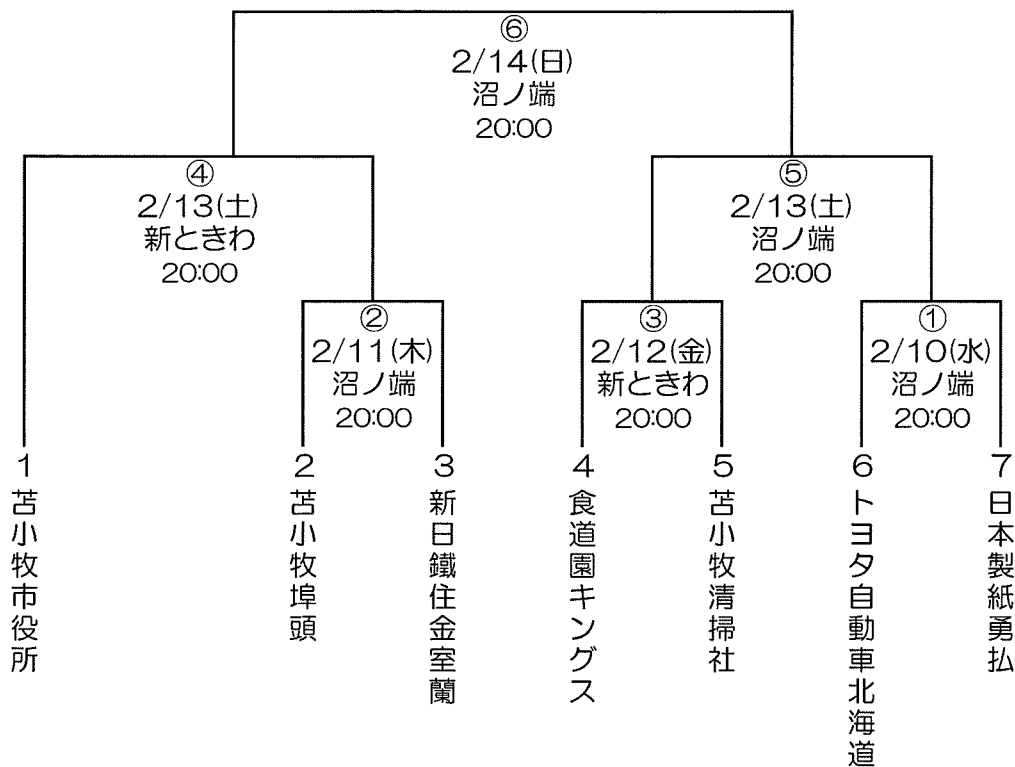 ⑥
2/14(日)
沼ノ端
20:00
④
2/13(土)
新ときわ
20:00
⑤
2/13(土)
沼ノ端
20:00
②
2/11(木)
沼ノ端
20:00
③
2/12(金)
新ときわ
20:00
①
2/10(水)
沼ノ端
20:00
1
苫小牧市役所
2
苫小牧埠頭
3
新日鐵住金室蘭
4
食道園キングス
5
苫小牧清掃社
6
トヨタ自動車北海道
7
日本製紙勇払